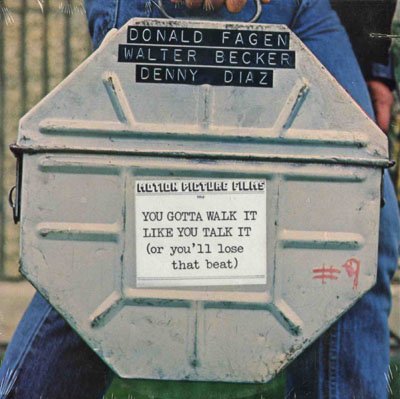 DONALD FAGEN
WALTER BECKER
DENNY DIAZ
MOTION PICTURE FILMS
YOU GOTTA WALK IT
LIKE YOU TALK IT
(or you'll lose
that beat)
#9